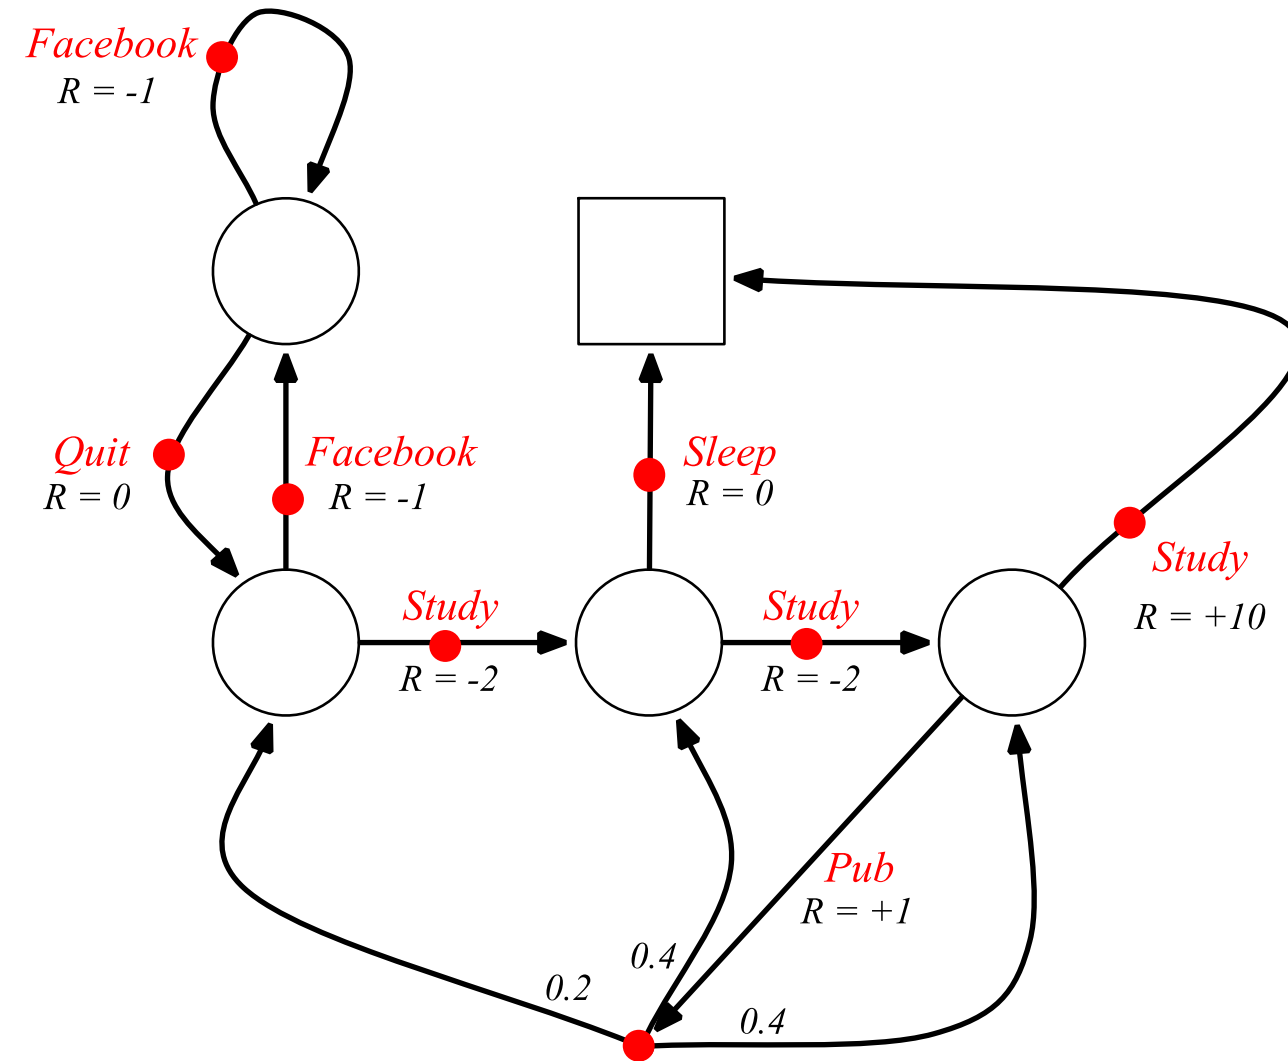 Facebook
R = -1
Quit
R = 0
Facebook
R = -1
Sleep
R = 0
Study
R = +10
Study
R = -2
Study
R = -2
Pub
R = +1
0.4
0.2
0.4